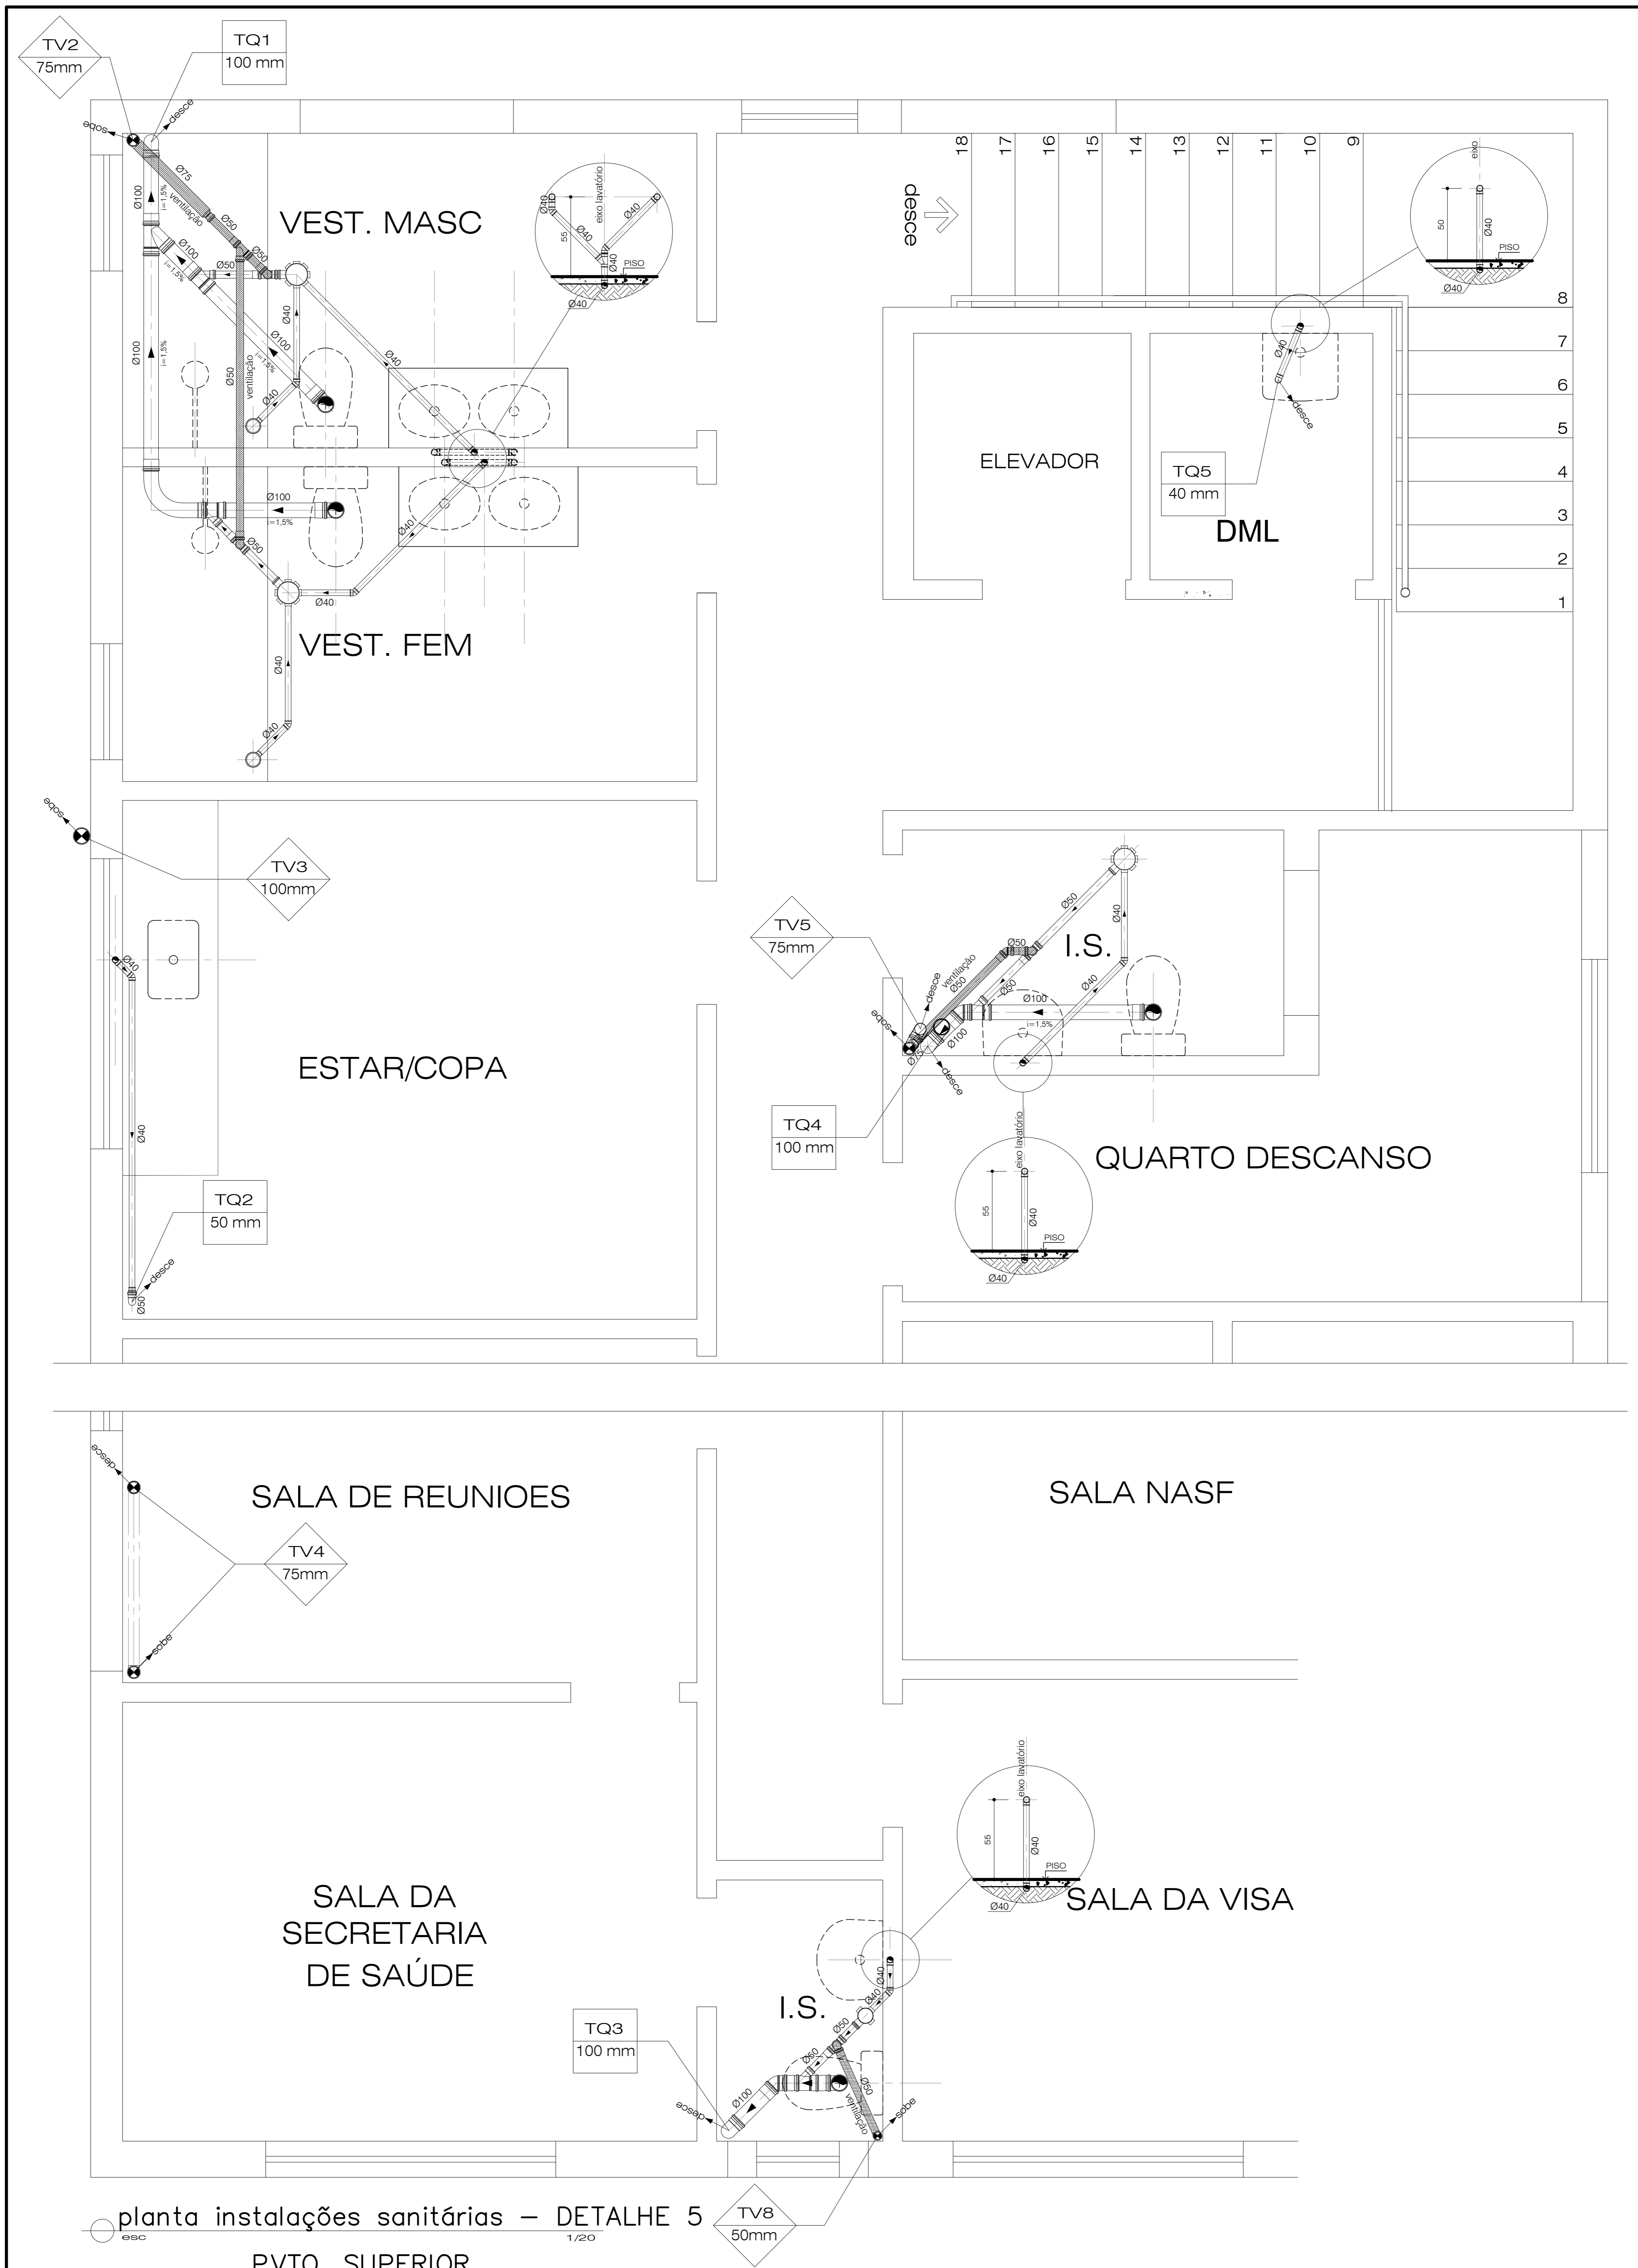 TV2
75mm
TQ1
100 mm
sobe
desce
Ø75
ventilação
Ø100
i=1,5%
Ø50
Ø50
Ø100
i=1,5%
Ø50
Ø40
Ø100
i=1,5%
Ø100
i=1,5%
Ø50
ventilação
Ø40
Ø40
VEST. MASC
Ø40
eixo lavatório
Ø40
55
Ø40
Ø40
PISO
Ø40
desce
18
17
16
15
14
13
12
11
10
9
8
7
6
5
4
3
2
1
eixo
50
Ø40
PISO
Ø40
Ø40
desce
ELEVADOR
TQ5
40 mm
DML
Ø100
i=1,5%
Ø50
Ø40
Ø40
VEST. FEM
Ø40
Ø40
sobe
TV3
100mm
Ø40
ESTAR/COPA
Ø40
TQ2
50 mm
desce
Ø50
TV5
75mm
Ø50
Ø40
I.S.
Ø50
ventilação
Ø50
Ø50
desce
Ø40
Ø100
i=1,5%
sobe
Ø100
desce
TQ4
100 mm
QUARTO DESCANSO
eixo lavatório
55
Ø40
PISO
Ø40
desce
SALA DE REUNIOES
SALA NASF
TV4
75mm
sobe
SALA DA
SECRETARIA
DE SAÚDE
eixo lavatório
55
Ø40
PISO
Ø40
SALA DA VISA
Ø40
Ø40
I.S.
Ø50
Ø50
Ø50
ventilação
TQ3
100 mm
Ø100
desce
sobe
planta instalações sanitárias – DETALHE 5
esc
1/20
TV8
50mm
PVTO. SUPERIOR